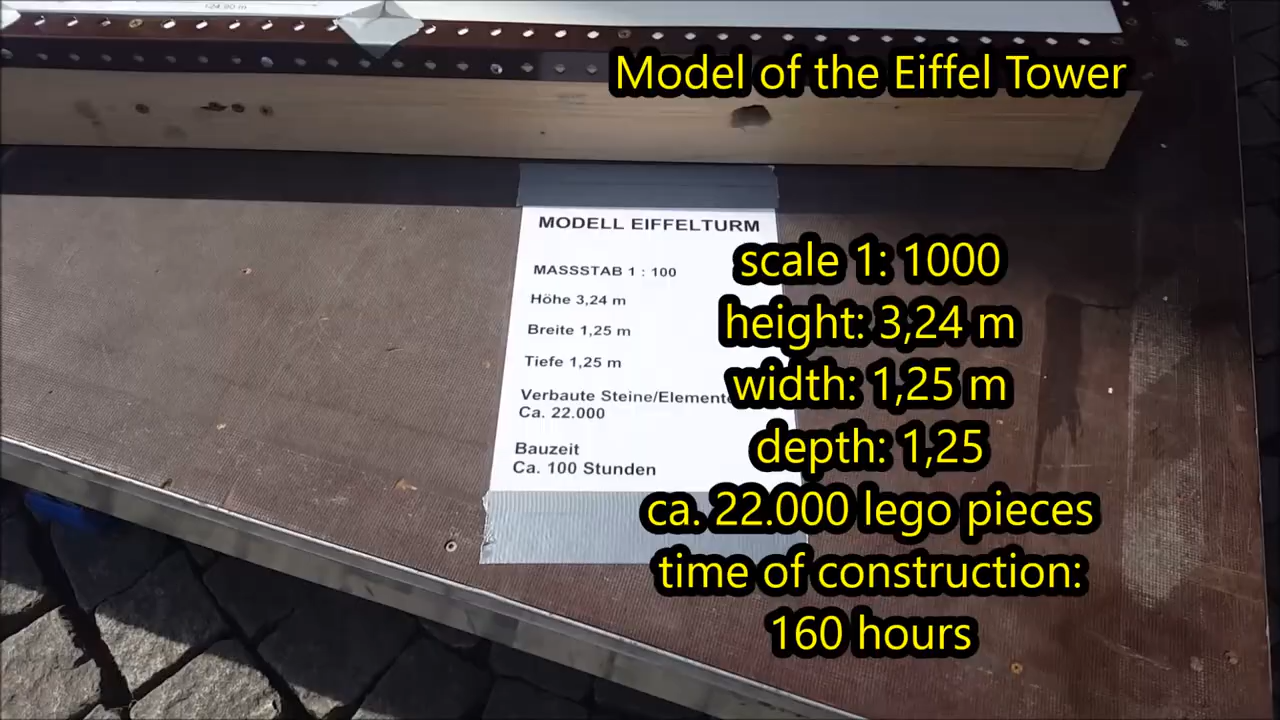 Model of the Eiffel Tower
MODELL EIFFELTURM
MASSSTAB 1 : 100
Höhe 3,24 m
Breite 1,25 m
Tiefe 1,25 m
Verbaute Steine/Elemente
Ca. 22.000
Bauzeit
Ca. 100 Stunden
scale 1: 1000
height: 3,24 m
width: 1,25 m
depth: 1,25
ca. 22.000 lego pieces
time of construction:
160 hours